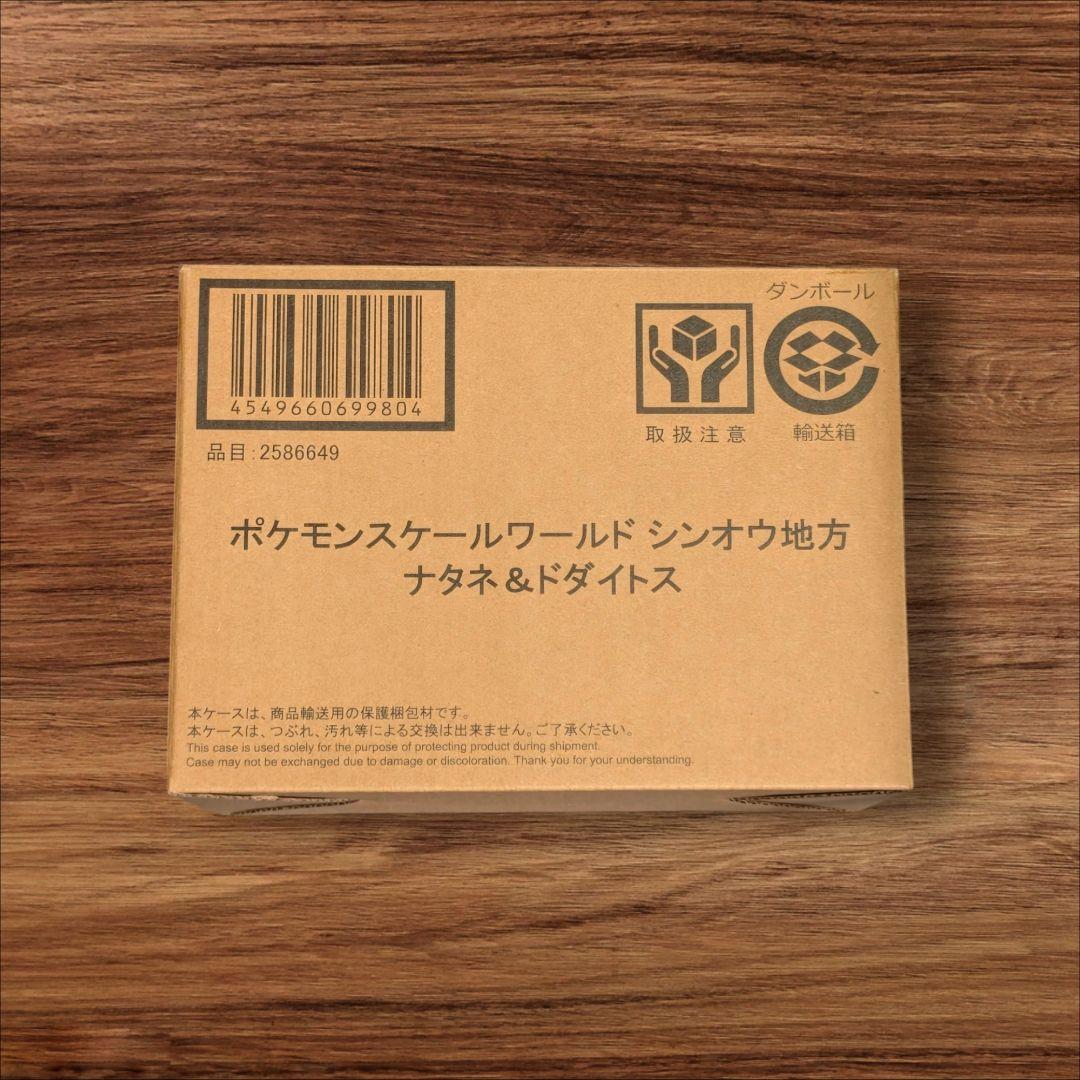 4549660699804
品目:2586649
ダンボール
取扱注意
輸送箱
ポケモンスケールワールド シンオウ地方
ナタネ&ドダイトス
本ケースは、商品輸送用の保護梱包材です。
本ケースは、つぶれ、汚れ等による交換は出来ません。ご了承ください。
This case is used solely for the purpose of protecting product during shipment.
Case may not be exchanged due to damage or discoloration. Thank you for your understanding.